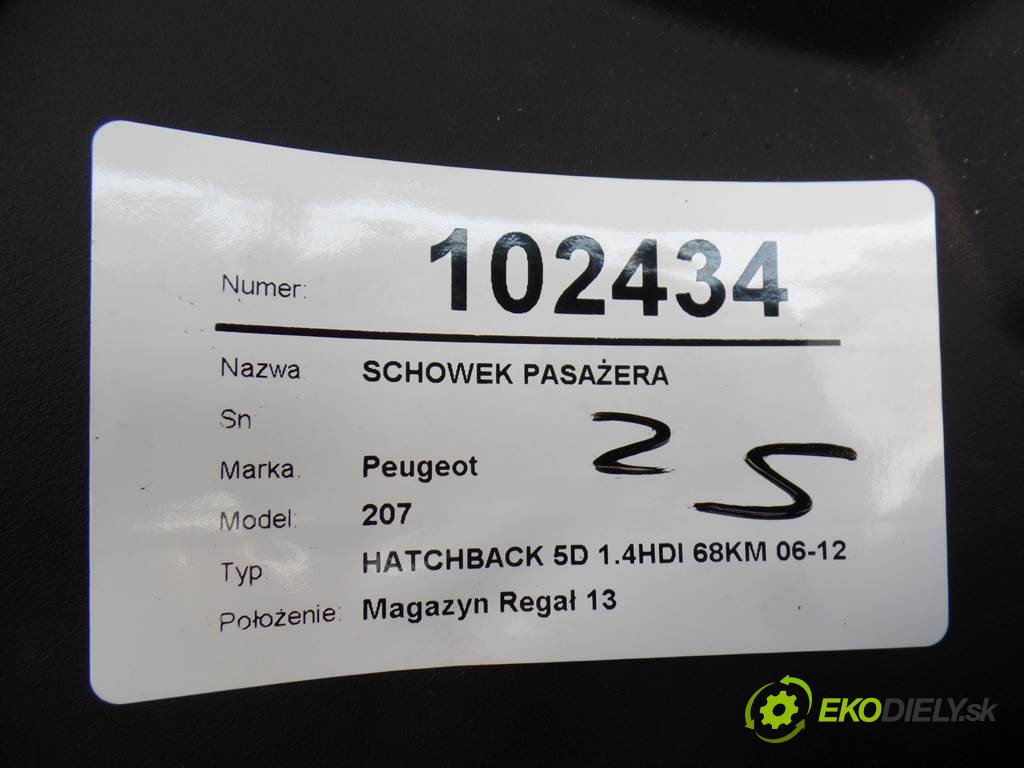 Numer: 102434
Nazwa SCHOWEK PASAŻERA
Sn:
25
Marka. Peugeot
Model: 207
Typ HATCHBACK 5D 1.4HDI 68KM 06-12
Położenie: Magazyn Regał 13
EKODIELY.sk